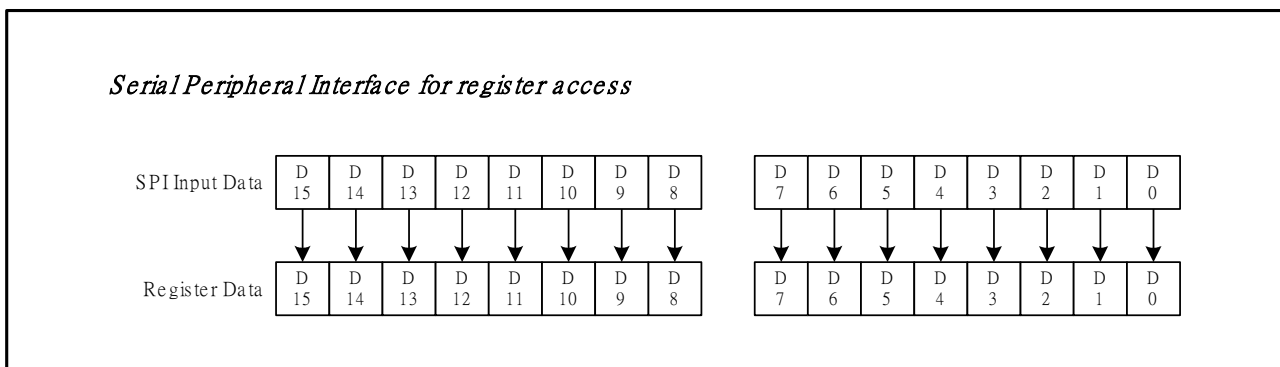 Serial Peripheral Interface for register access
SPI Input Data
D 15 D 14 D 13 D 12 D 11 D 10 D 9 D 8 D 7 D 6 D 5 D 4 D 3 D 2 D 1 D 0
Register Data
D 15 D 14 D 13 D 12 D 11 D 10 D 9 D 8 D 7 D 6 D 5 D 4 D 3 D 2 D 1 D 0